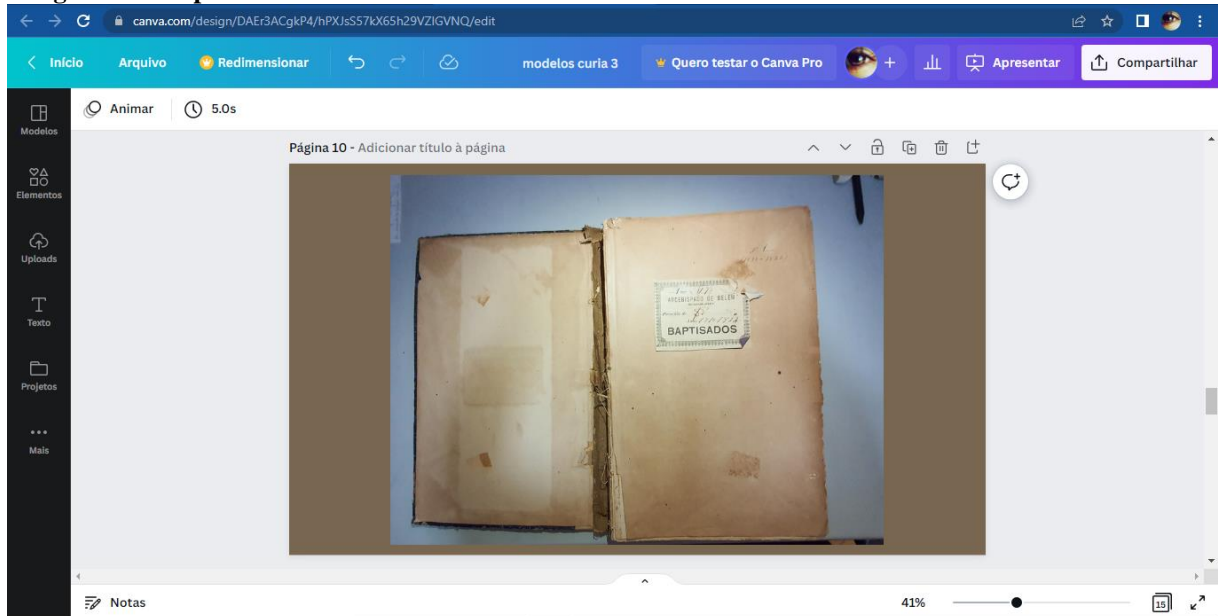 canva.com/design/DAEr3ACgkP4/hPXJsS57kX65h29VZIGVNQ/edit
Início Arquivo Redimensionar modelos curia 3 Quero testar o Canva Pro + Apresentar Compartilhar
Animar 5.0s
Modelos
Elementos
Uploads
Texto
Projetos
Mais
Página 10 - Adicionar título à página
ARCEBISPADO DE BELÉM
BAPTISADOS
Notas 41% 15